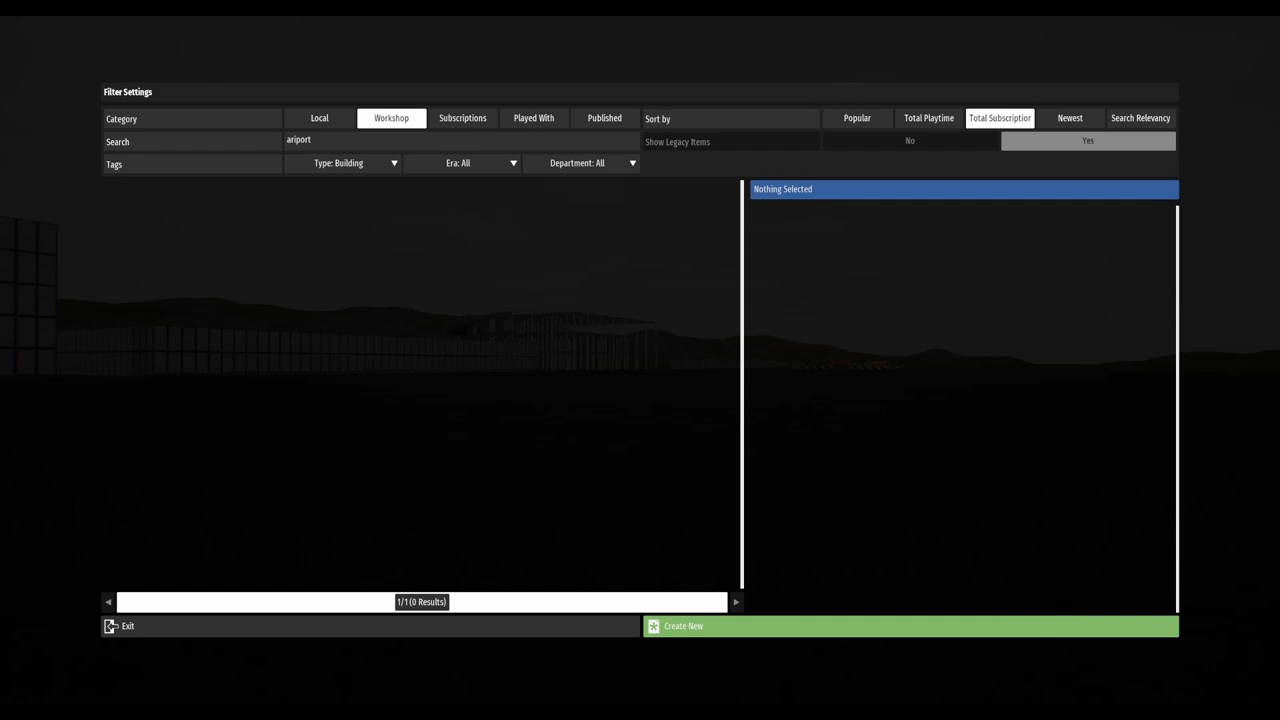 Filter Settings
Category Local Workshop Subscriptions Played With Published Sort by Popular Total Playtime Total Subscription Newest Search Relevancy
Search ariport Show Legacy Items No Yes
Tags Type: Building Era: All Department: All
Nothing Selected
1/1 (0 Results)
Exit Create New